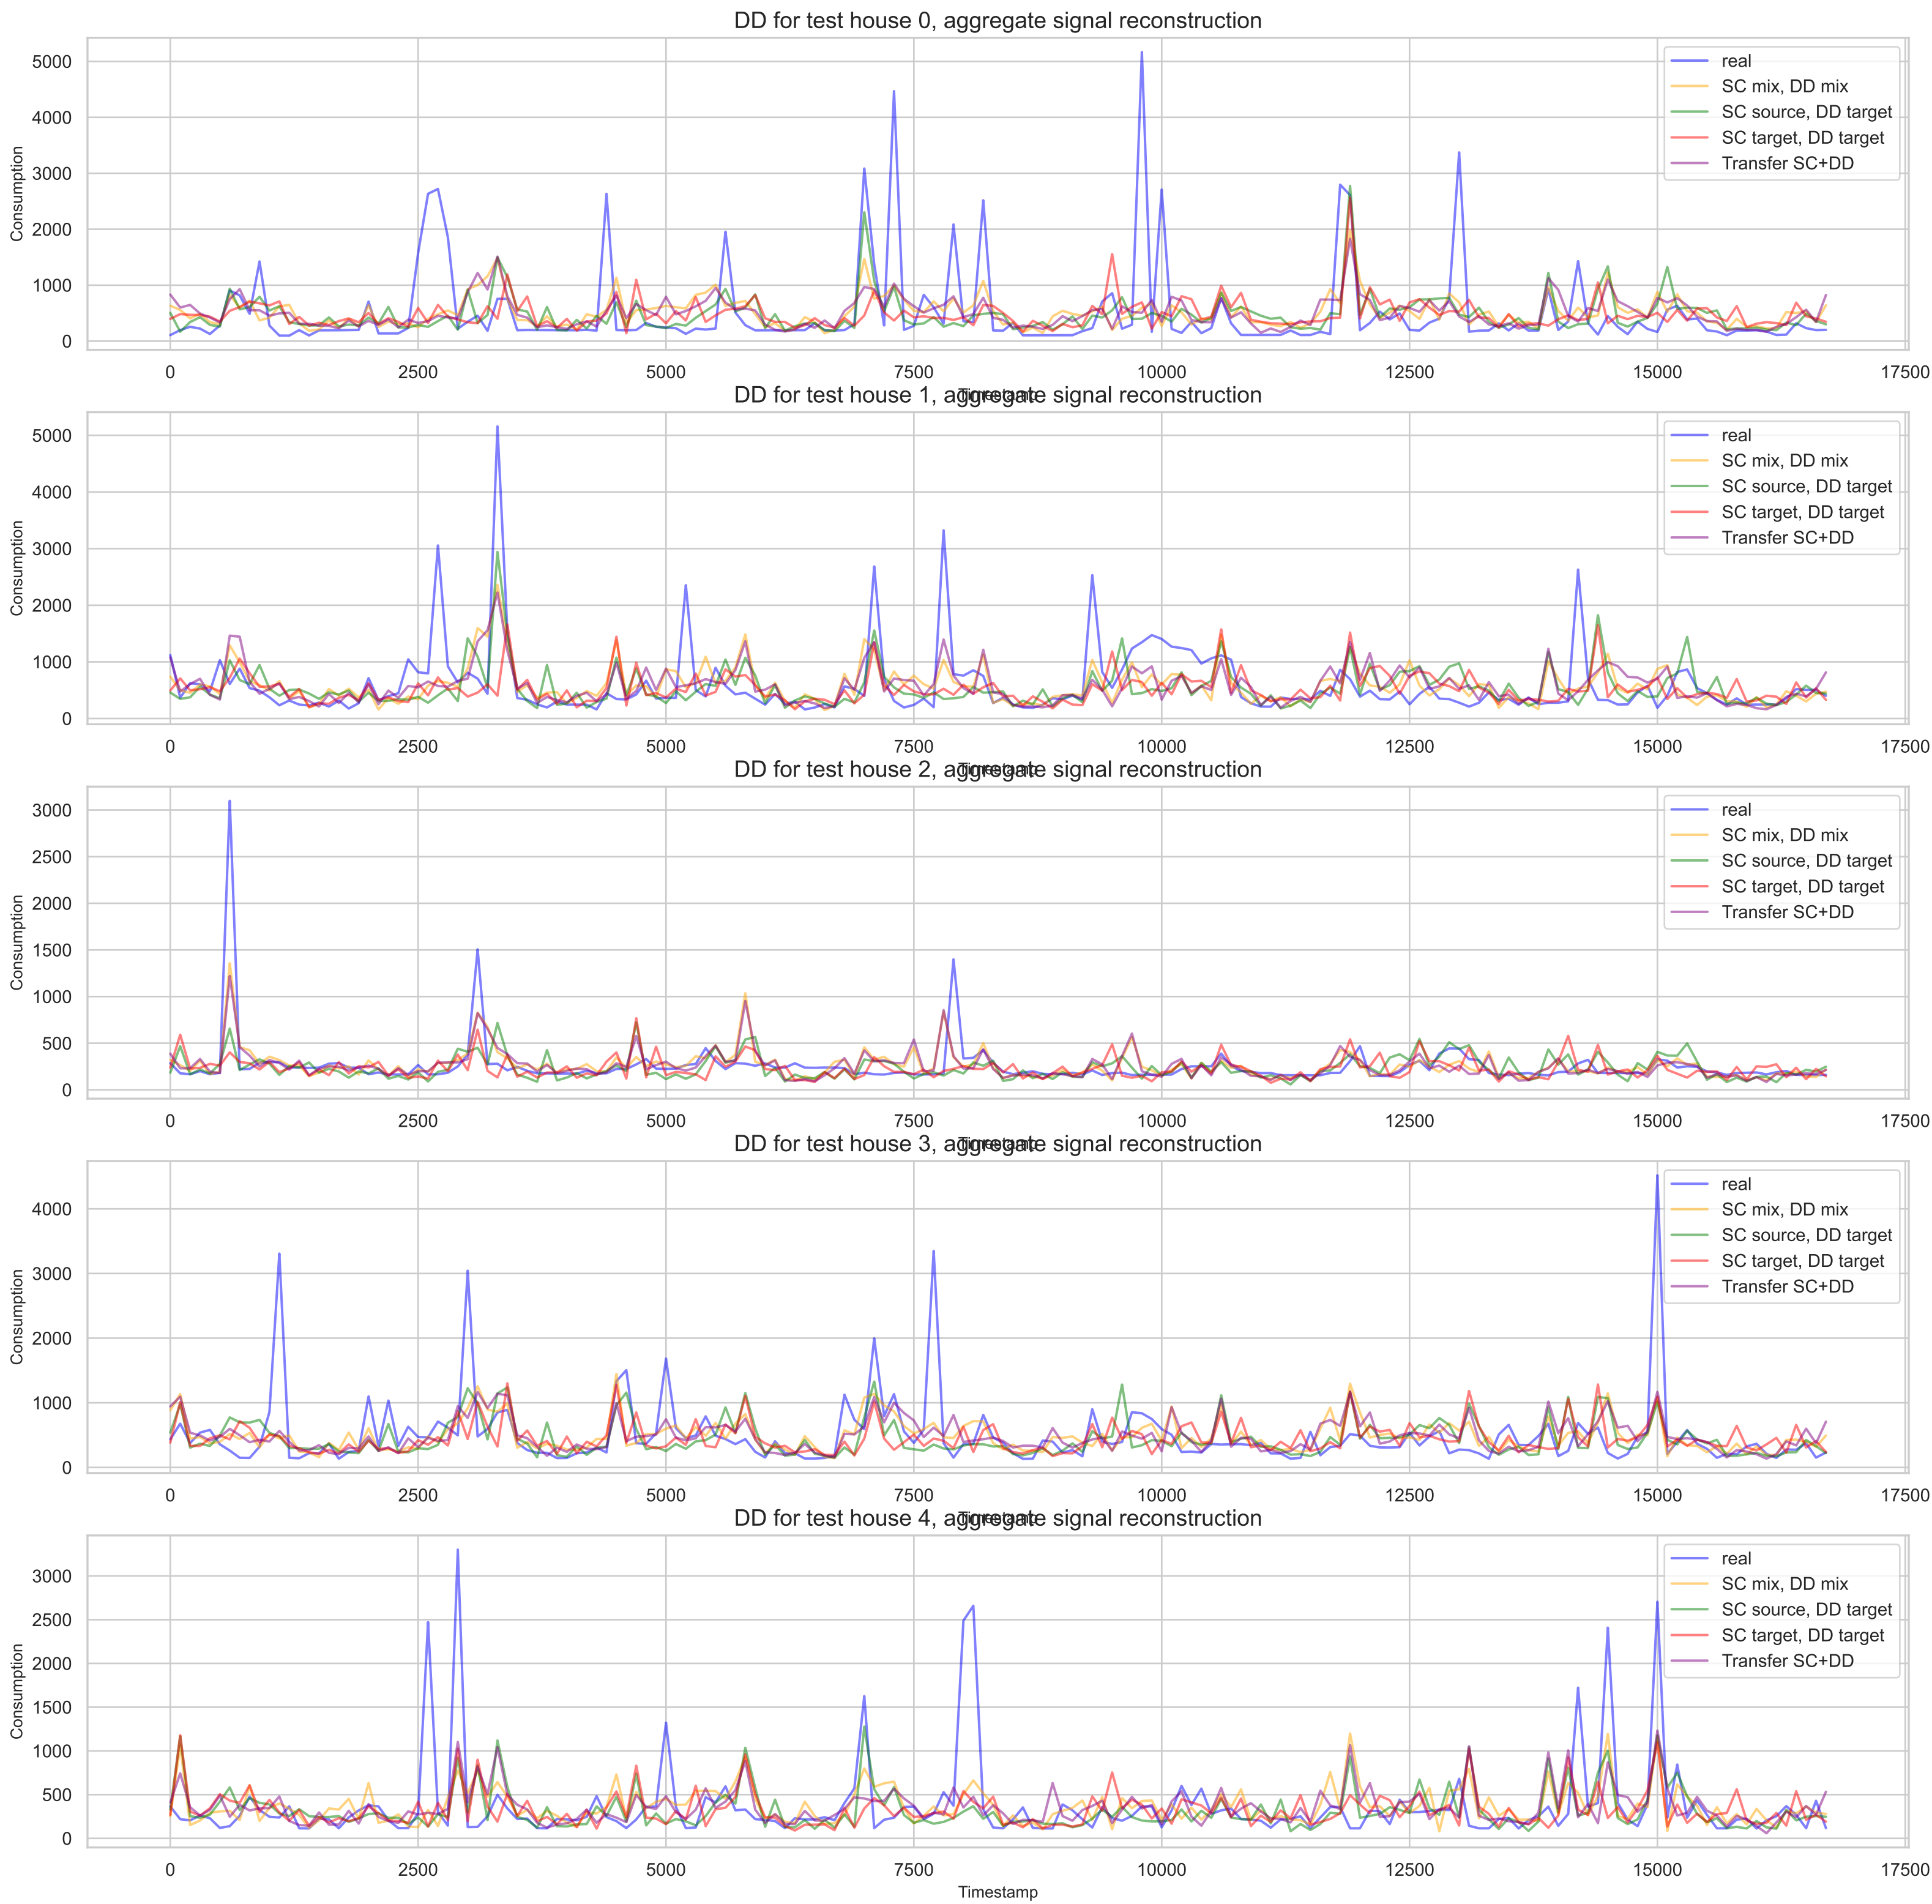 DD for test house 0, aggregate signal reconstruction
5000
4000
3000
2000
1000
0
Consumption
real
SC mix, DD mix
SC source, DD target
SC target, DD target
Transfer SC+DD
0 2500 5000 7500 10000 12500 15000 17500
Timestamp
DD for test house 1, aggregate signal reconstruction
5000
4000
3000
2000
1000
0
Consumption
real
SC mix, DD mix
SC source, DD target
SC target, DD target
Transfer SC+DD
0 2500 5000 7500 10000 12500 15000 17500
Timestamp
DD for test house 2, aggregate signal reconstruction
3000
2500
2000
1500
1000
500
0
Consumption
real
SC mix, DD mix
SC source, DD target
SC target, DD target
Transfer SC+DD
0 2500 5000 7500 10000 12500 15000 17500
Timestamp
DD for test house 3, aggregate signal reconstruction
4000
3000
2000
1000
0
Consumption
real
SC mix, DD mix
SC source, DD target
SC target, DD target
Transfer SC+DD
0 2500 5000 7500 10000 12500 15000 17500
Timestamp
DD for test house 4, aggregate signal reconstruction
3000
2500
2000
1500
1000
500
0
Consumption
real
SC mix, DD mix
SC source, DD target
SC target, DD target
Transfer SC+DD
0 2500 5000 7500 10000 12500 15000 17500
Timestamp